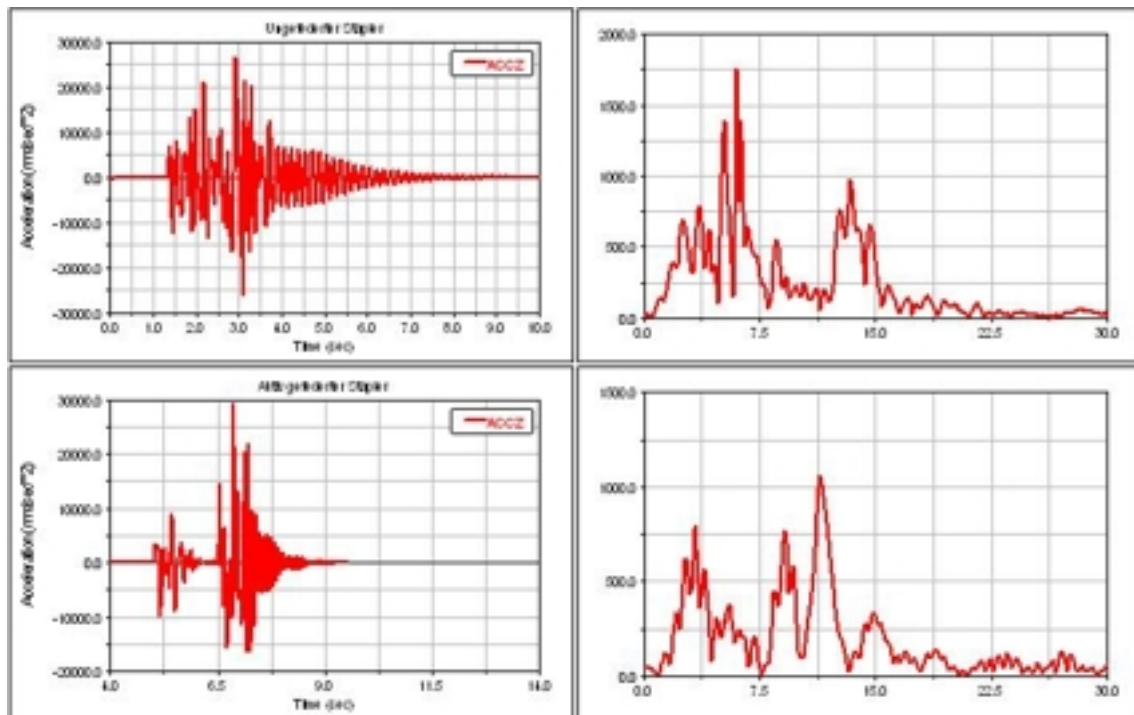 Ungefederter Stapler
30000.0
20000.0
10000.0
0.0
-10000.0
-20000.0
-30000.0
Acceleration (mm/sec**2)
ACCZ
0.0 1.0 2.0 3.0 4.0 5.0 6.0 7.0 8.0 9.0 10.0
Time (sec)
2000.0
1500.0
1000.0
500.0
0.0
0.0 7.5 15.0 22.5 30.0
Stapler
30000.0
20000.0
10000.0
0.0
-10000.0
-20000.0
Acceleration (mm/sec**2)
ACCZ
4.0 6.5 9.0 11.5 14.0
Time (sec)
1500.0
1000.0
500.0
0.0
0.0 7.5 15.0 22.5 30.0